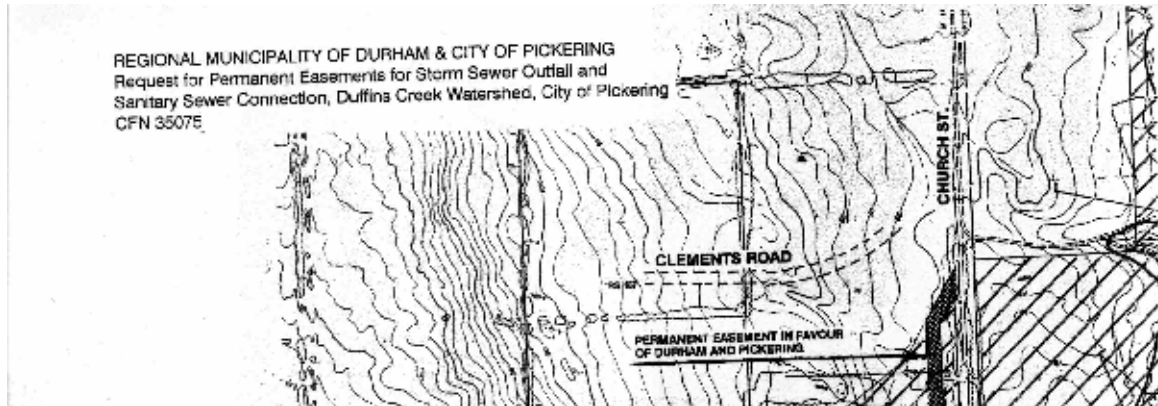 REGIONAL MUNICIPALITY OF DURHAM & CITY OF PICKERING
Request for Permanent Easements for Storm Sewer Outfall and
Sanitary Sewer Connection, Duffins Creek Watershed, City of Pickering
CFN 35075
CHURCH ST.
CLEMENTS ROAD
PERMANENT EASEMENT IN FAVOUR
OF DURHAM AND PICKERING